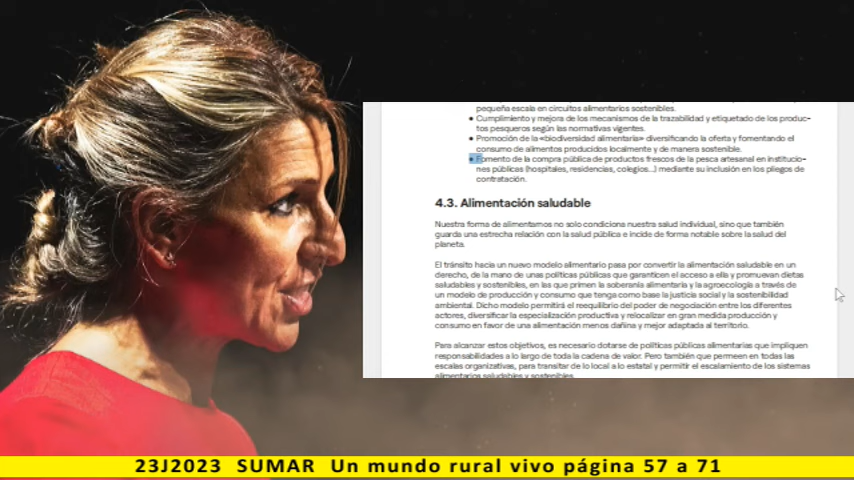 pequeña escala en circuitos alimentarios sostenibles.
● Cumplimiento y mejora de los mecanismos de la trazabilidad y etiquetado de los produc-
tos pesqueros según las normativas vigentes.
● Promoción de la «biodiversidad alimentaria» diversificando la oferta y fomentando el
consumo de alimentos producidos localmente y de manera sostenible.
● Fomento de la compra pública de productos frescos de la pesca artesanal en institucio-
nes públicas (hospitales, residencias, colegios...) mediante su inclusión en los pliegos de
contratación.
4.3. Alimentación saludable
Nuestra forma de alimentarnos no solo condiciona nuestra salud individual, sino que también
guarda una estrecha relación con la salud pública e incide de forma notable sobre la salud del
planeta.
El tránsito hacia un nuevo modelo alimentario pasa por convertir la alimentación saludable en un
derecho, de la mano de unas políticas públicas que garanticen el acceso a ella y promuevan dietas
saludables y sostenibles, en las que primen la soberanía alimentaria y la agroecología a través de
un modelo de producción y consumo que tenga como base la justicia social y la sostenibilidad
ambiental. Dicho modelo permitirá el reequilibrio del poder de negociación entre los diferentes
actores, diversificar la especialización productiva y relocalizar en gran medida producción y
consumo en favor de una alimentación menos dañina y mejor adaptada al territorio.
Para alcanzar estos objetivos, es necesario dotarse de políticas públicas alimentarias que impliquen
responsabilidades a lo largo de toda la cadena de valor. Pero también que permeen en todas las
escalas organizativas, para transitar de lo local a lo estatal y permitir el escalamiento de los sistemas
alimentarios saludables y sostenibles.
23J2023 SUMAR Un mundo rural vivo página 57 a 71